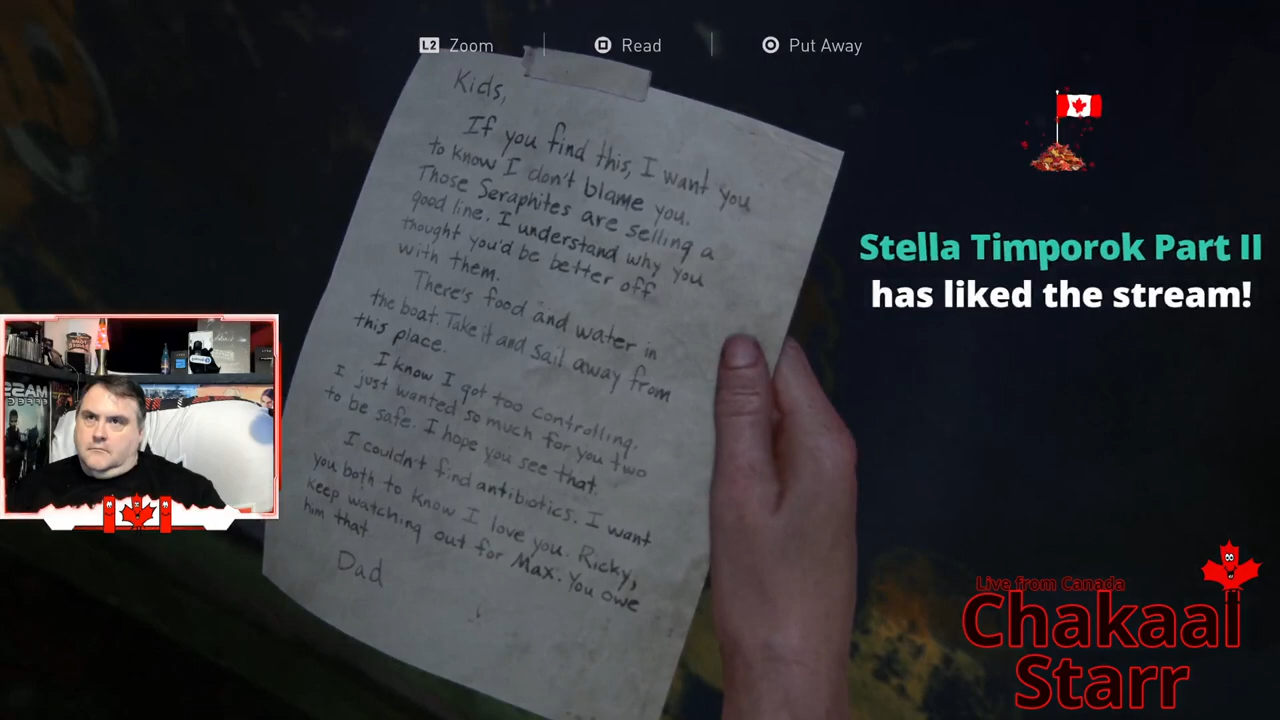 L2 Zoom
Read
Put Away
Kids,
If you find this, I want you
to know I don't blame you.
Those Seraphites are selling a
good line. I understand why you
thought you'd be better off
with them.
There's food and water in
the boat. Take it and sail away from
this place.
I know I got too controlling.
I just wanted so much for you two
to be safe. I hope you see that.
I couldn't find antibiotics. I want
you both to know I love you. Ricky,
keep watching out for Max. You owe
him that
Dad
Stella Timporok Part II
has liked the stream!
Live from Canada
Chakaal
Starr